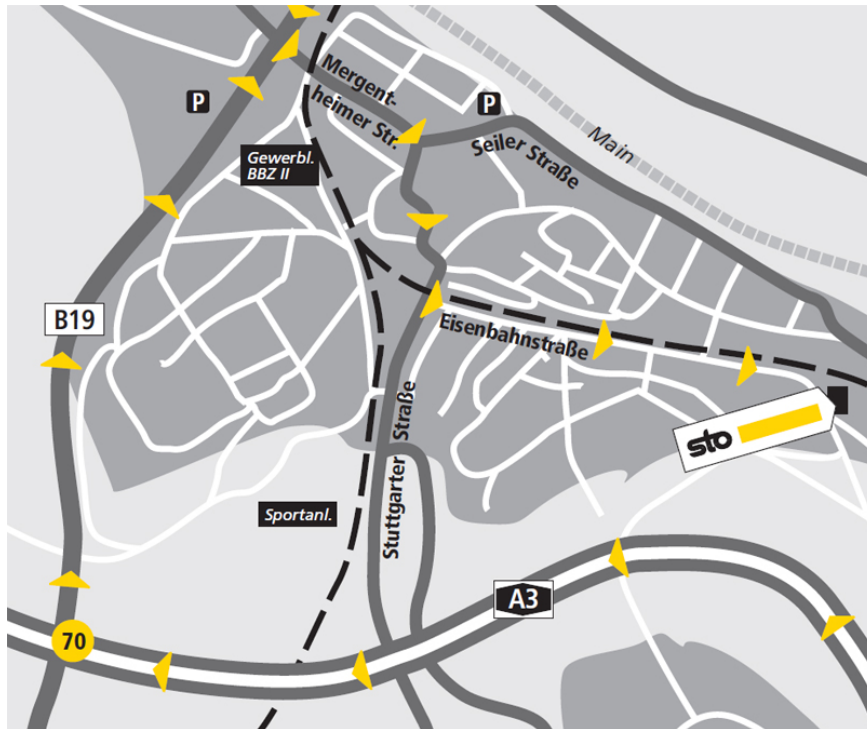 P
Mergent-
heimer Str.
P
Seiler Straße
Main
Gewerbl.
BBZ II
B19
Eisenbahnstraße
sto
Stuttgarter Straße
Sportanl.
A3
70